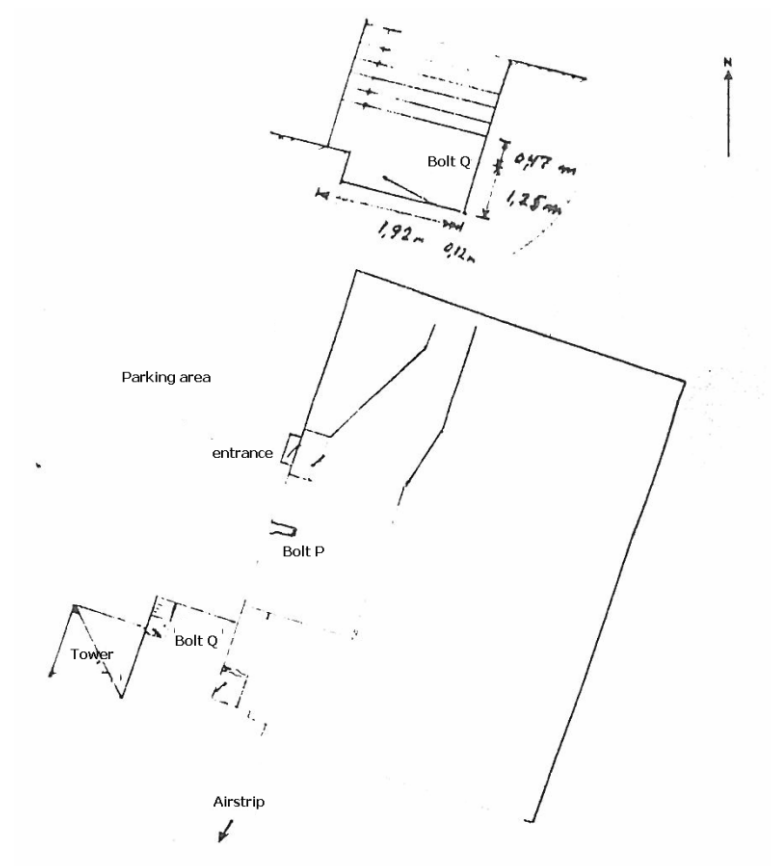 N
Bolt Q
0,47 m
1,25 m
1,92 m
0,12 m
Parking area
entrance
Bolt P
Bolt Q
Tower
Airstrip